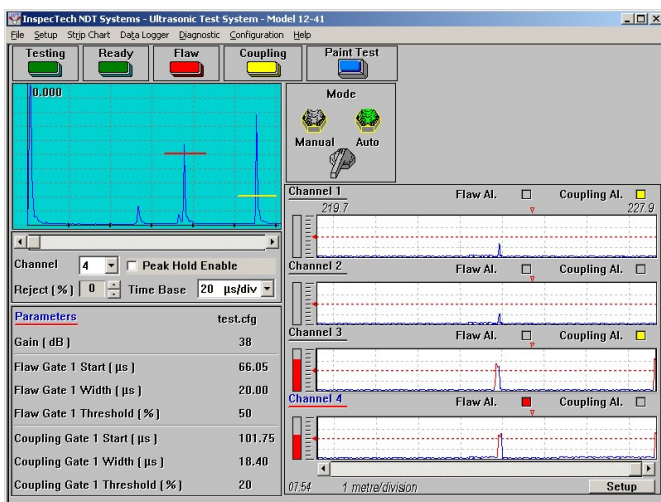 InspecTech NDT Systems - Ultrasonic Test System - Model 12-41
File Setup Strip Chart Data Logger Diagnostic Configuration Help
Testing Ready Flaw Coupling Paint Test
0.000
Mode
Manual Auto
Channel 4 Peak Hold Enable
Reject (%) 0 Time Base 20 µs/div
Parameters test.cfg
Gain ( dB ) 38
Flaw Gate 1 Start ( µs ) 66.05
Flaw Gate 1 Width ( µs ) 20.00
Flaw Gate 1 Threshold ( % ) 50
Coupling Gate 1 Start ( µs ) 101.75
Coupling Gate 1 Width ( µs ) 18.40
Coupling Gate 1 Threshold ( % ) 20
Channel 1 Flaw Al. Coupling Al.
219.7 227.9
Channel 2 Flaw Al. Coupling Al.
Channel 3 Flaw Al. Coupling Al.
Channel 4 Flaw Al. Coupling Al.
07:54 1 metre/division Setup